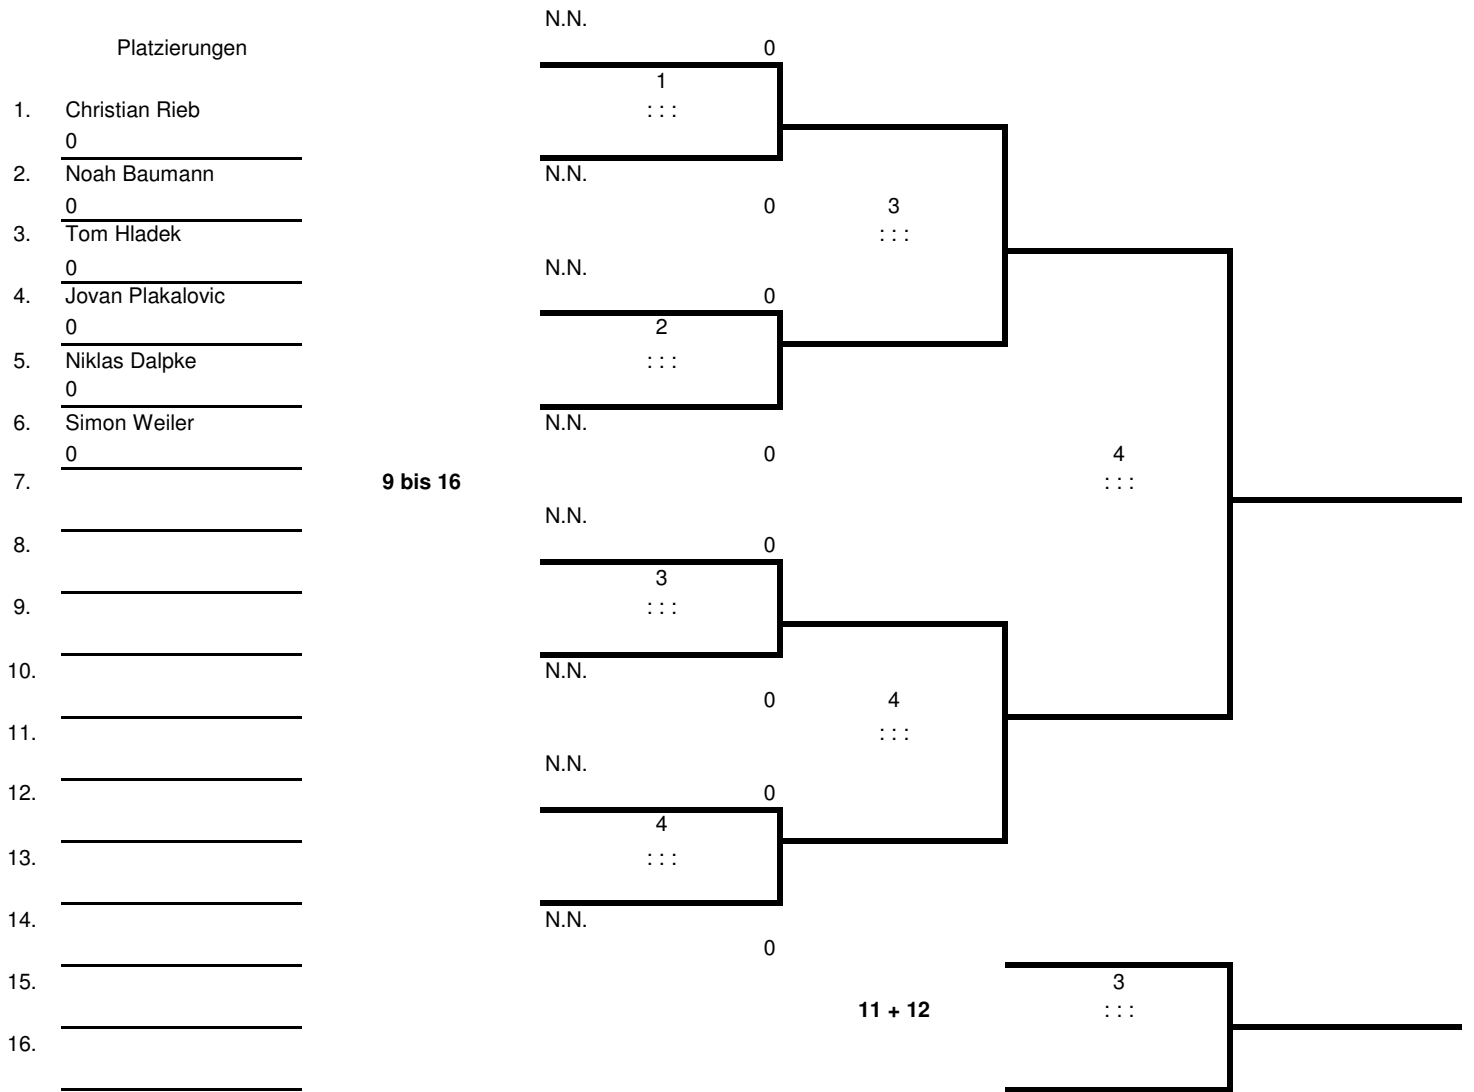 Platzierungen
1. Christian Rieb
0
2. Noah Baumann
0
3. Tom Hladek
0
4. Jovan Plakalovic
0
5. Niklas Dalpke
0
6. Simon Weiler
0
7.
8.
9.
10.
11.
12.
13.
14.
15.
16.
9 bis 16
N.N.
0
1
: : :
N.N.
0
N.N.
0
2
: : :
N.N.
0
N.N.
0
3
: : :
N.N.
0
N.N.
0
4
: : :
N.N.
0
3
: : :
4
: : :
4
: : :
11 + 12
3
: : :